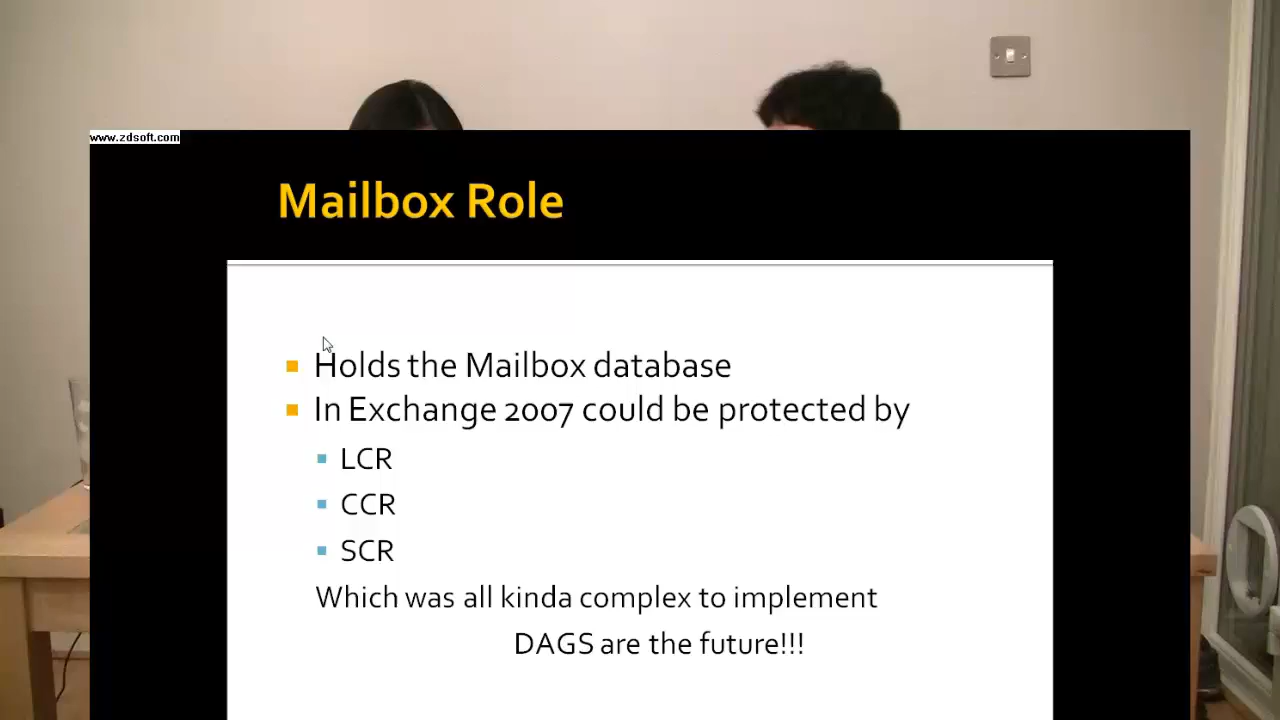 www.zdsoft.com
Mailbox Role
Holds the Mailbox database
In Exchange 2007 could be protected by
LCR
CCR
SCR
Which was all kinda complex to implement
DAGS are the future!!!